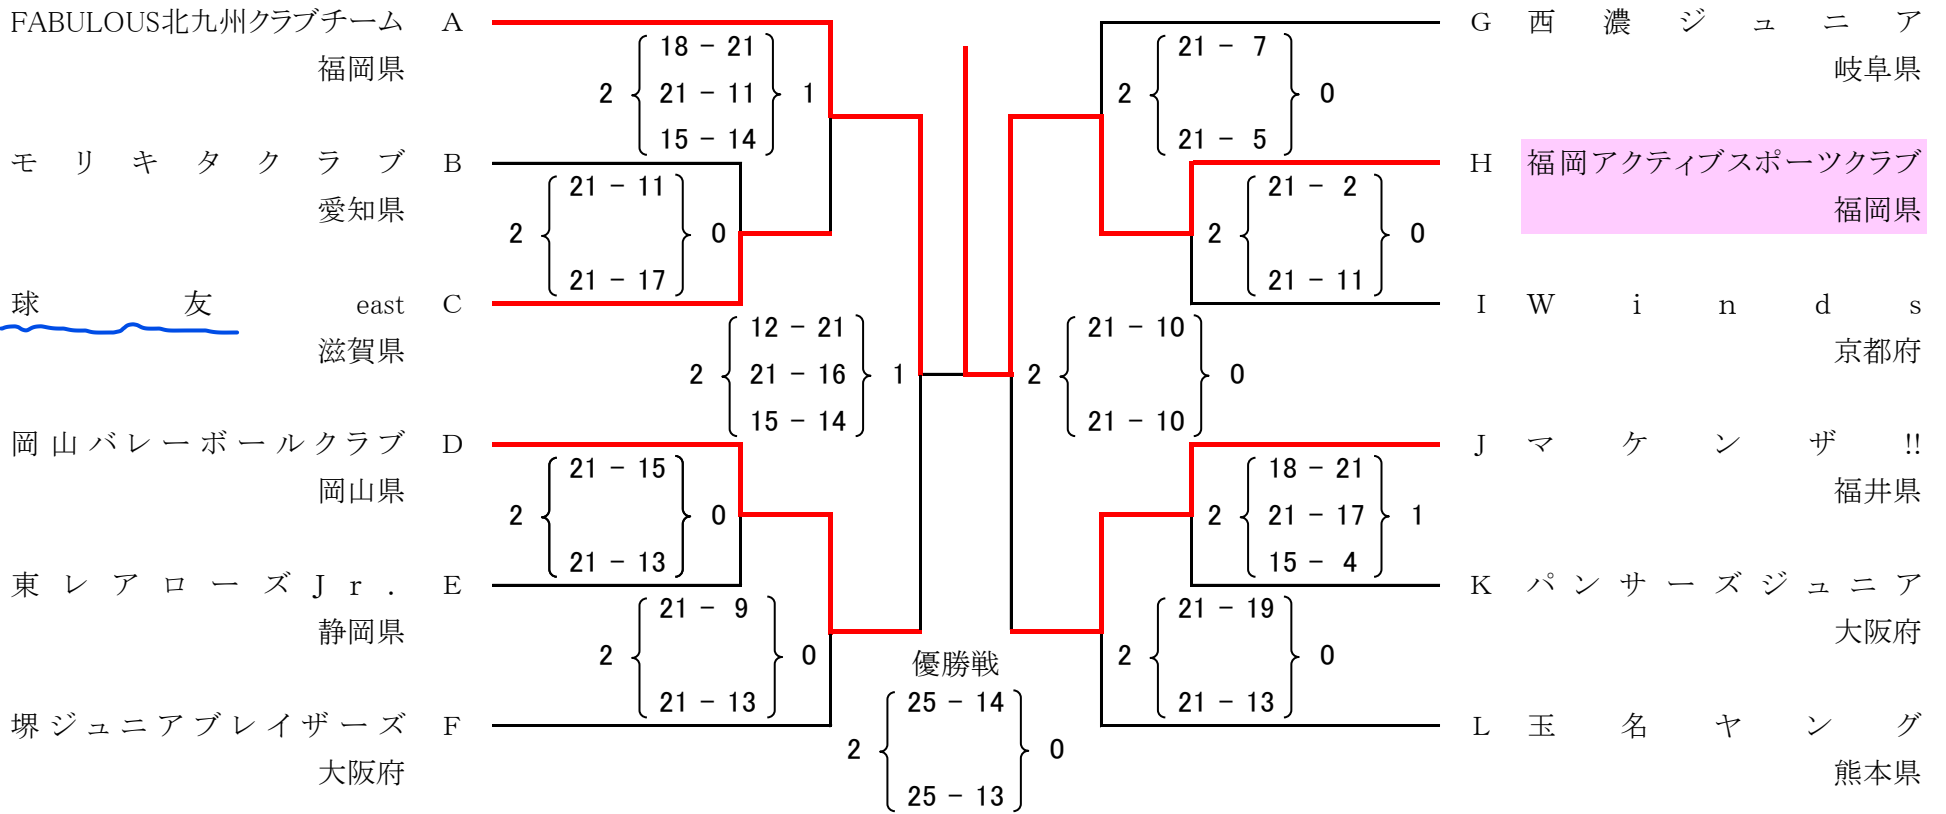 FABULOUS北九州クラブチーム A
福岡県
モリキタクラブ B
愛知県
球友east C
滋賀県
岡山バレーボールクラブ D
岡山県
東レアローズJr. E
静岡県
堺ジュニアブレイザーズ F
大阪府
18 - 21
2 21 - 11 1
15 - 14
21 - 11
2 0
21 - 17
12 - 21
2 21 - 16 1
15 - 14
21 - 15
2 0
21 - 13
21 - 9
2 0
21 - 13
優勝戦
25 - 14
2 0
25 - 13
21 - 7
2 0
21 - 5
21 - 2
2 0
21 - 11
21 - 10
2 0
21 - 10
18 - 21
2 21 - 17 1
15 - 4
21 - 19
2 0
21 - 13
G 西濃ジュニア
岐阜県
H 福岡アクティブスポーツクラブ
福岡県
I Winds
京都府
J マケンザ!!
福井県
K パンサーズジュニア
大阪府
L 玉名ヤング
熊本県